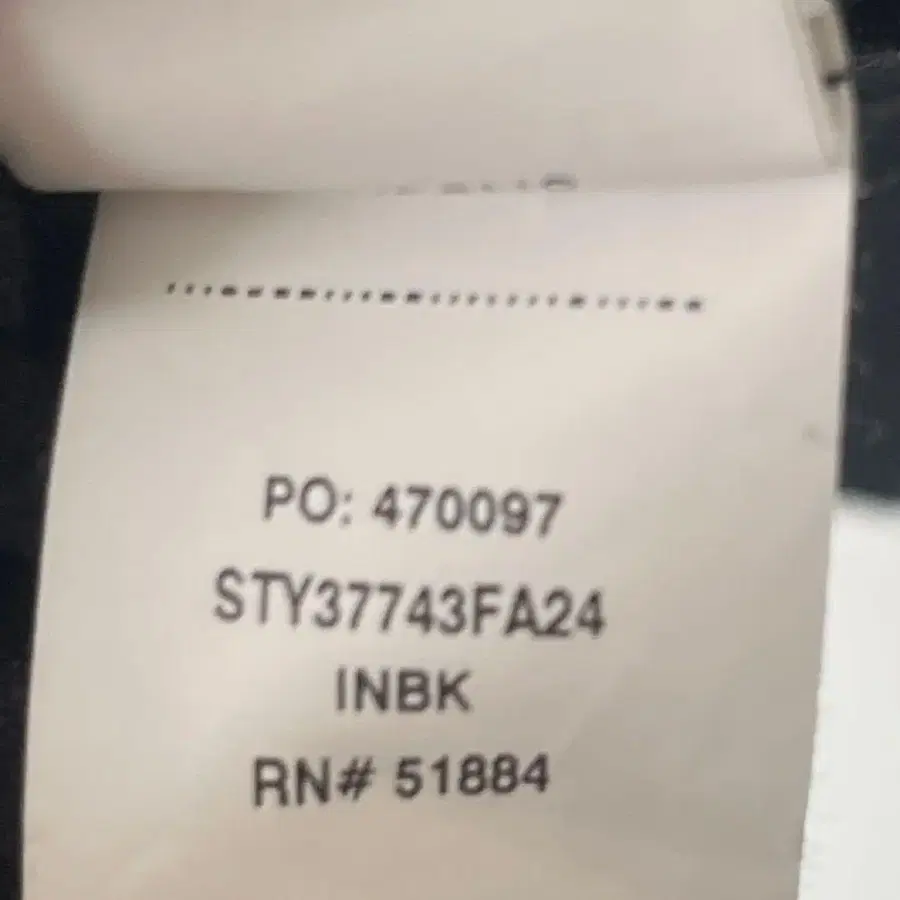 PO: 470097
STY37743FA24
INBK
RN# 51884